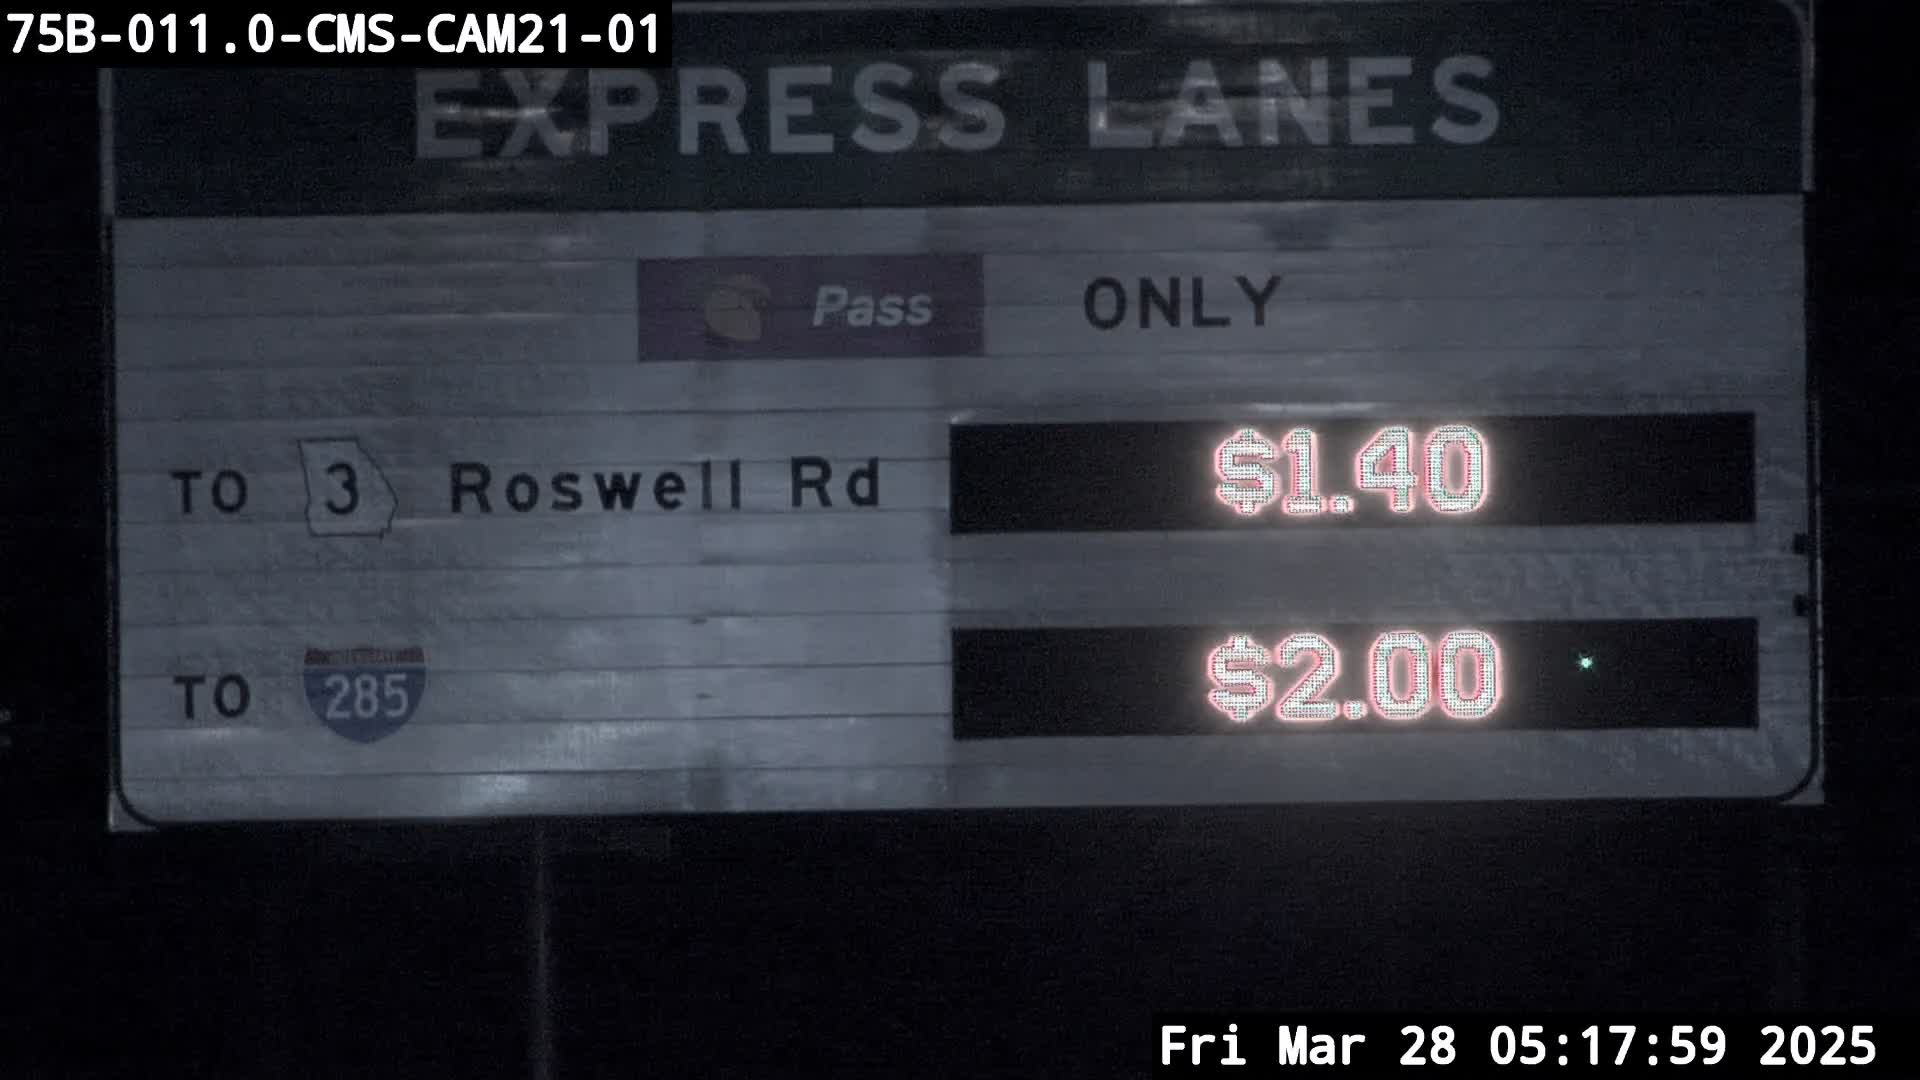 75B-011.0-CMS-CAM21-01
EXPRESS LANES
Pass ONLY
TO 3 Roswell Rd $1.40
TO 285 $2.00
Fri Mar 28 05:17:59 2025